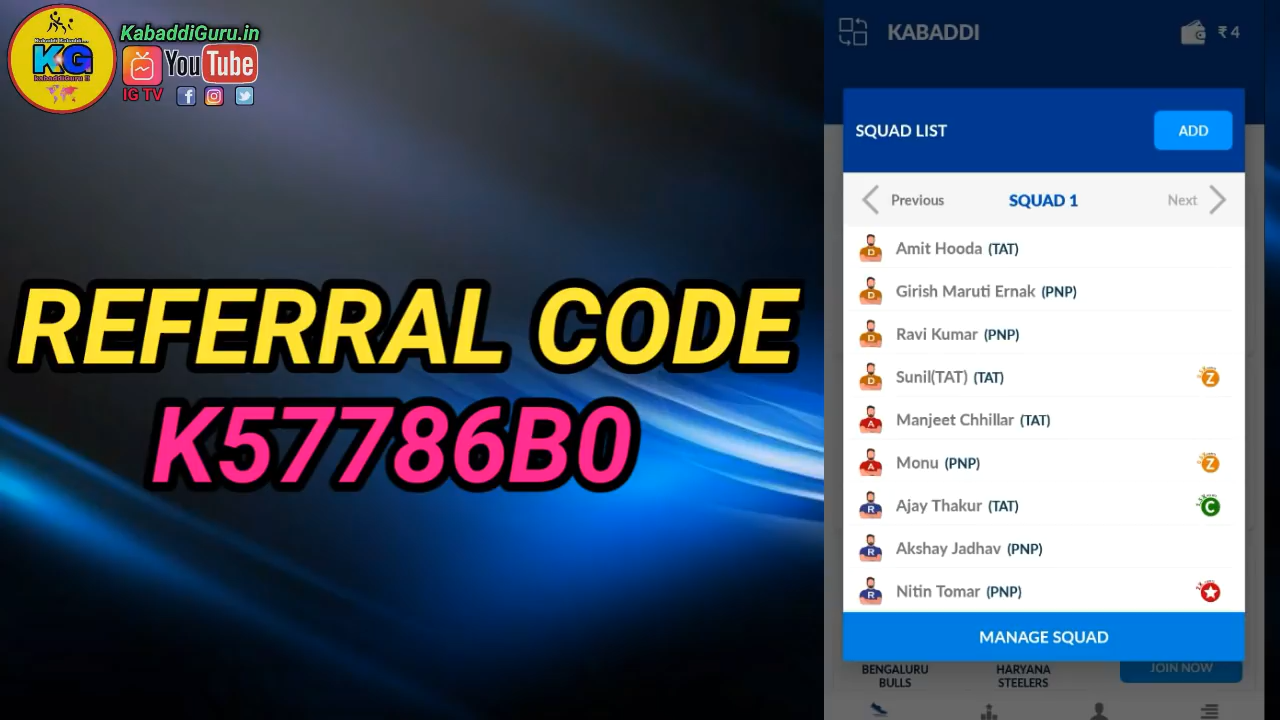 KabaddiGuru.in
KG
YouTube
IG TV
REFERRAL CODE
K57786B0
KABADDI
₹ 4
SQUAD LIST
ADD
Previous
SQUAD 1
Next
D
Amit Hooda (TAT)
D
Girish Maruti Ernak (PNP)
D
Ravi Kumar (PNP)
D
Sunil(TAT) (TAT)
Z
A
Manjeet Chhillar (TAT)
A
Monu (PNP)
Z
R
Ajay Thakur (TAT)
C
R
Akshay Jadhav (PNP)
R
Nitin Tomar (PNP)
MANAGE SQUAD
BENGALURU
BULLS
HARYANA
STEELERS
JOIN NOW